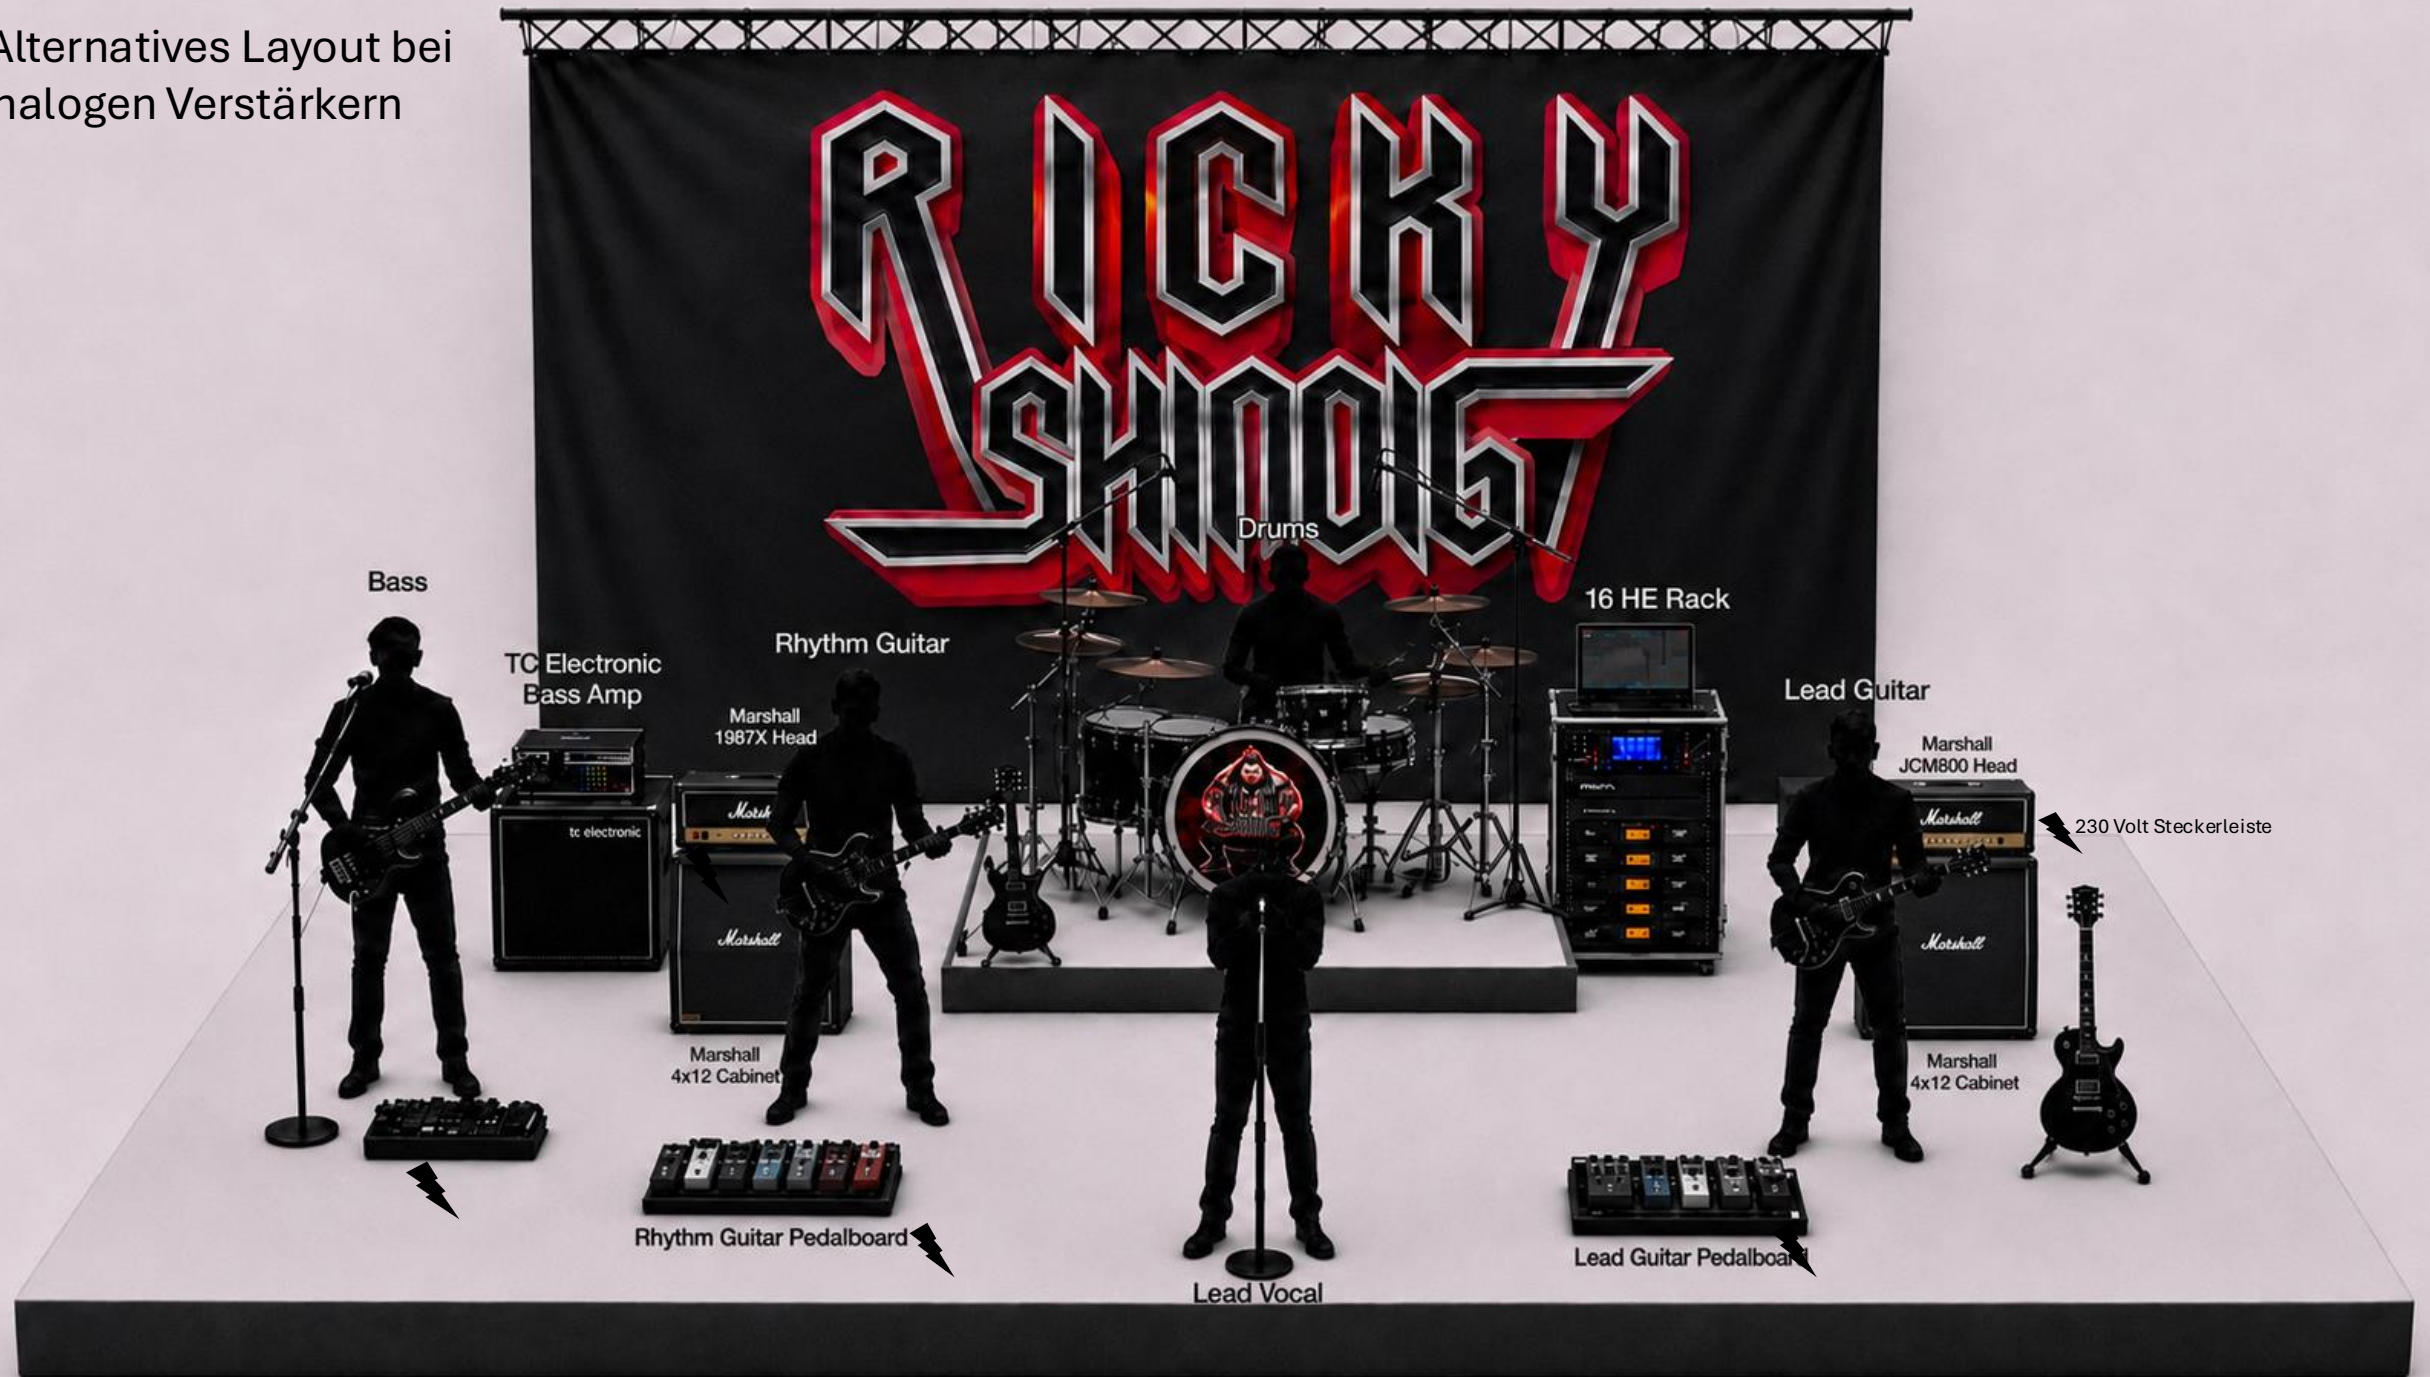 Alternatives Layout bei
nalogen Verstärkern
RICKY
SHOOIG
Drums
Bass
16 HE Rack
Rhythm Guitar
TC Electronic
Bass Amp
Lead Guitar
Marshall
1987X Head
Marshall
JCM800 Head
Marshall
Marshall
230 Volt Steckerleiste
tc electronic
Marshall
Marshall
Marshall
4x12 Cabinet
Marshall
4x12 Cabinet
Rhythm Guitar Pedalboard
Lead Guitar Pedalboard
Lead Vocal